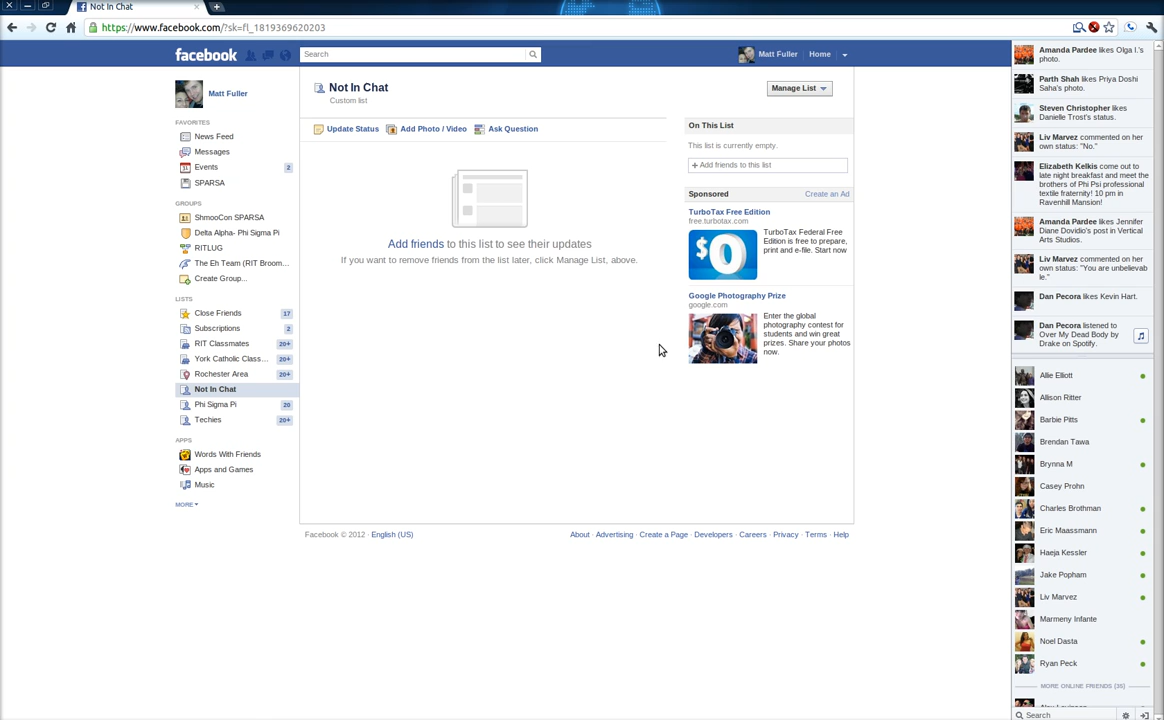 Not In Chat
https://www.facebook.com/?sk=fl_1819369620203
facebook
Search
Matt Fuller
Home
Matt Fuller
FAVORITES
News Feed
Messages
Events 2
SPARSA
GROUPS
ShmooCon SPARSA
Delta Alpha- Phi Sigma Pi
RITLUG
The Eh Team (RIT Broom...
Create Group...
LISTS
Close Friends 17
Subscriptions 2
RIT Classmates 20+
York Catholic Class... 20+
Rochester Area 20+
Not In Chat
Phi Sigma Pi 20
Techies 20+
APPS
Words With Friends
Apps and Games
Music
MORE
Not In Chat
Custom list
Manage List
Update Status
Add Photo / Video
Ask Question
Add friends to this list to see their updates
If you want to remove friends from the list later, click Manage List, above.
On This List
This list is currently empty.
+ Add friends to this list
Sponsored
Create an Ad
TurboTax Free Edition
free.turbotax.com
$0
TurboTax Federal Free
Edition is free to prepare,
print and e-file. Start now
Google Photography Prize
google.com
Enter the global
photography contest for
students and win great
prizes. Share your photos
now.
Facebook © 2012 · English (US)
About · Advertising · Create a Page · Developers · Careers · Privacy · Terms · Help
Amanda Pardee likes Olga I.'s
photo.
Parth Shah likes Priya Doshi
Saha's photo.
Steven Christopher likes
Danielle Trost's status.
Liv Marvez commented on her
own status: "No."
Elizabeth Kelkis come out to
late night breakfast and meet the
brothers of Phi Psi professional
textile fraternity! 10 pm in
Ravenhill Mansion!
Amanda Pardee likes Jennifer
Diane Dovidio's post in Vertical
Arts Studios.
Liv Marvez commented on her
own status: "You are unbelievab
le."
Dan Pecora likes Kevin Hart.
Dan Pecora listened to
Over My Dead Body by
Drake on Spotify.
Allie Elliott
Allison Ritter
Barbie Pitts
Brendan Tawa
Brynna M
Casey Prohn
Charles Brothman
Eric Maassmann
Haeja Kessler
Jake Popham
Liv Marvez
Marmeny Infante
Noel Dasta
Ryan Peck
MORE ONLINE FRIENDS (35)
Search